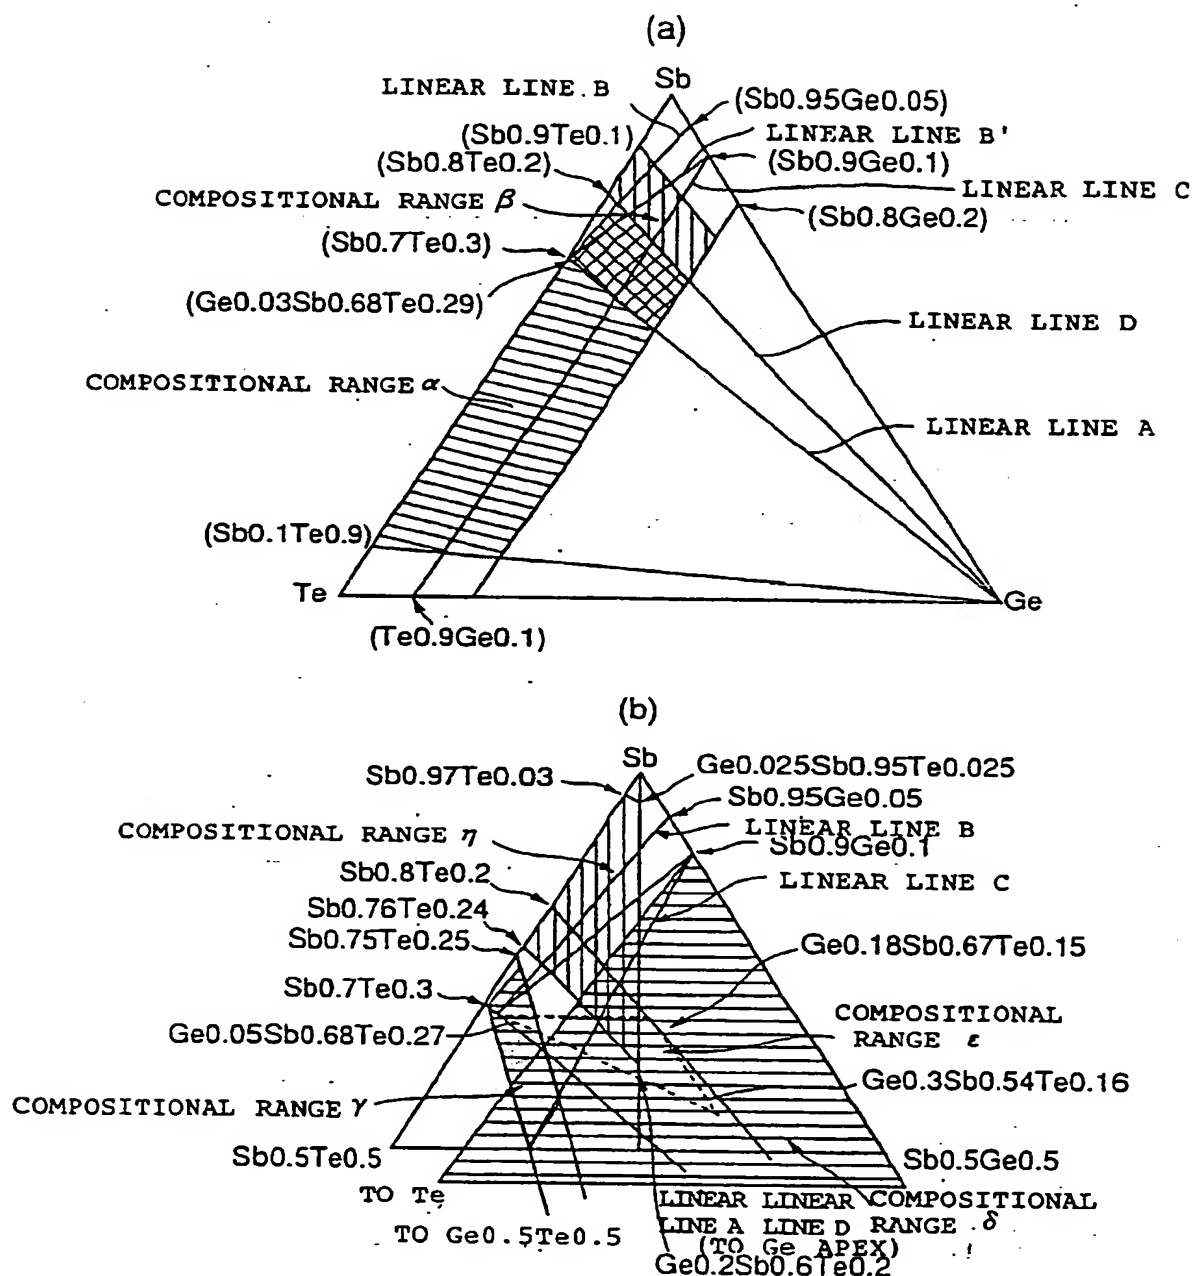 (a)
Sb
LINEAR LINE B
(Sb0.95Ge0.05)
(Sb0.9Te0.1)
LINEAR LINE B'
(Sb0.8Te0.2)
(Sb0.9Ge0.1)
COMPOSITIONAL RANGE β
LINEAR LINE C
(Sb0.8Ge0.2)
(Sb0.7Te0.3)
(Ge0.03Sb0.68Te0.29)
LINEAR LINE D
COMPOSITIONAL RANGE α
LINEAR LINE A
(Sb0.1Te0.9)
Te
Ge
(Te0.9Ge0.1)
(b)
Sb
Sb0.97Te0.03
Ge0.025Sb0.95Te0.025
Sb0.95Ge0.05
COMPOSITIONAL RANGE η
LINEAR LINE B
Sb0.9Ge0.1
Sb0.8Te0.2
LINEAR LINE C
Sb0.76Te0.24
Sb0.75Te0.25
Ge0.18Sb0.67Te0.15
Sb0.7Te0.3
COMPOSITIONAL
RANGE ε
Ge0.05Sb0.68Te0.27
Ge0.3Sb0.54Te0.16
COMPOSITIONAL RANGE γ
Sb0.5Te0.5
Sb0.5Ge0.5
TO Te
LINEAR LINEAR COMPOSITIONAL
LINE A LINE D RANGE δ
TO Ge0.5Te0.5
(TO Ge APEX)
Ge0.2Sb0.6Te0.2